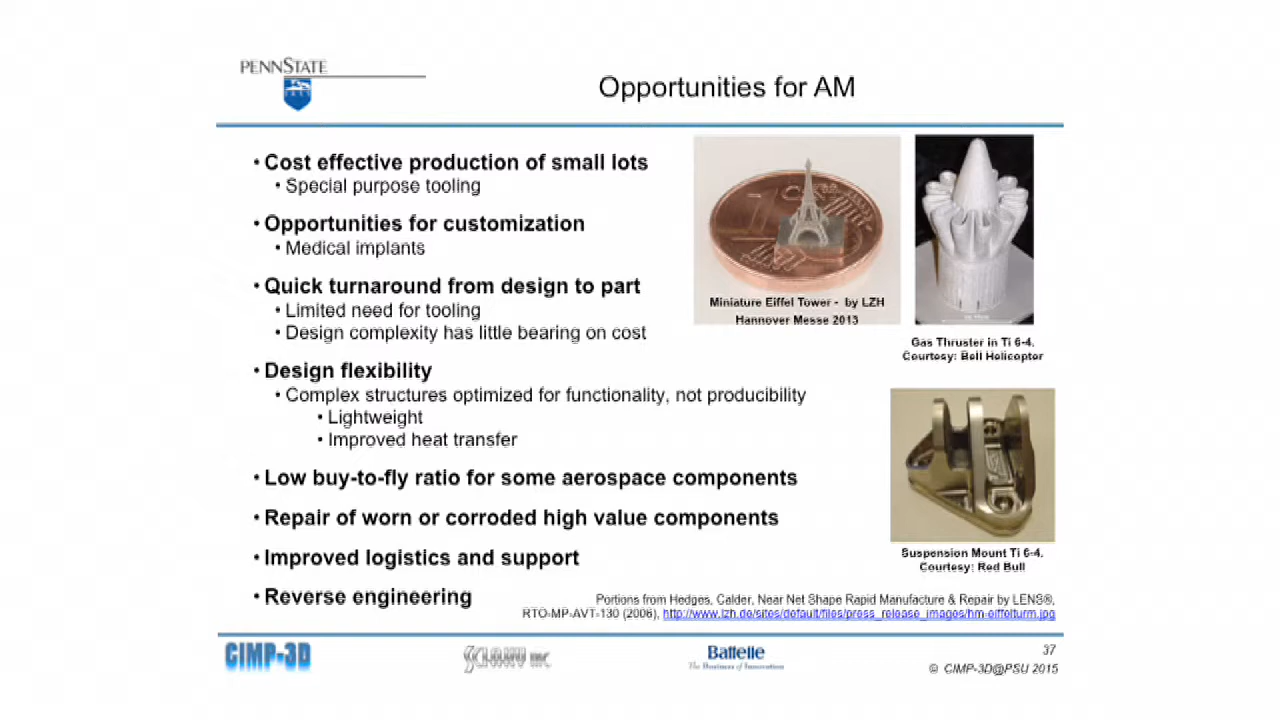 PENNSTATE
Opportunities for AM
• Cost effective production of small lots
• Special purpose tooling
• Opportunities for customization
• Medical implants
• Quick turnaround from design to part
• Limited need for tooling
• Design complexity has little bearing on cost
• Design flexibility
• Complex structures optimized for functionality, not producibility
• Lightweight
• Improved heat transfer
• Low buy-to-fly ratio for some aerospace components
• Repair of worn or corroded high value components
• Improved logistics and support
• Reverse engineering
Miniature Eiffel Tower - by LZH
Hannover Messe 2013
Gas Thruster in Ti 6-4.
Courtesy: Bell Helicopter
Suspension Mount Ti 6-4.
Courtesy: Red Bull
Portions from Hedges, Calder, Near Net Shape Rapid Manufacture & Repair by LENS®,
RTO-MP-AVT-130 (2006), http://www.lzh.de/sites/default/files/press_release_images/hm-eiffelturm.jpg
CIMP-3D
Sciaky inc
Battelle
The Business of Innovation
37
© CIMP-3D@PSU 2015